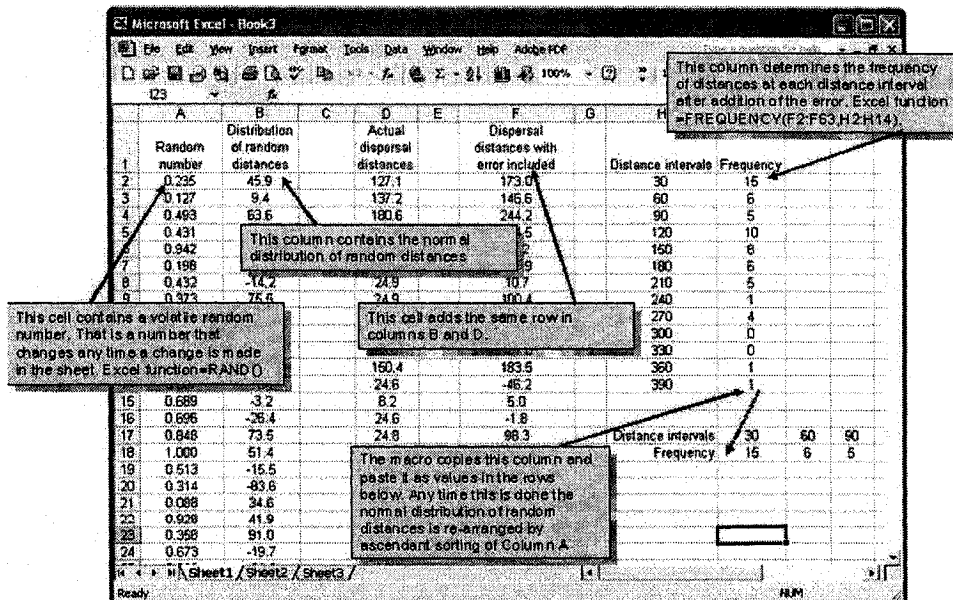 Microsoft Excel - Book3
File Edit View Insert Format Tools Data Window Help Adobe PDF
100%
I23 fx
This column determines the frequency
of distances at each distance interval
after addition of the error. Excel function
=FREQUENCY(F2:F63,H2:H14).
A B C D E F G H
Distribution Actual Dispersal
Random of random dispersal distances with
1 number distances distances error included Distance intervals Frequency
2 0.235 45.9 127.1 173.0 30 15
3 0.127 9.4 137.2 146.6 60 6
4 0.493 63.6 180.6 244.2 90 5
5 0.431 120 10
6 0.942 150 8
7 0.198 180 6
8 0.432 -14.2 24.9 10.7 210 5
9 0.373 75.6 24.9 100.4 240 1
270 4
300 0
330 0
150.4 183.5 360 1
24.6 -46.2 390 1
This column contains the normal
distribution of random distances
This cell contains a volatile random
number. That is a number that
changes any time a change is made
in the sheet. Excel function=RAND()
This cell adds the same row in
columns B and D.
15 0.689 -3.2 8.2 5.0
16 0.696 -26.4 24.6 -1.8
17 0.848 73.5 24.8 98.3 Distance intervals 30 60 90
18 1.000 51.4 Frequency 15 6 5
19 0.513 -15.5
20 0.314 -83.6
21 0.088 34.6
22 0.928 41.9
23 0.358 91.0
24 0.673 -19.7
The macro copies this column and
paste it as values in the rows
below. Any time this is done the
normal distribution of random
distances is re-arranged by
ascendant sorting of Column A
Sheet1 / Sheet2 / Sheet3 /
Ready NUM